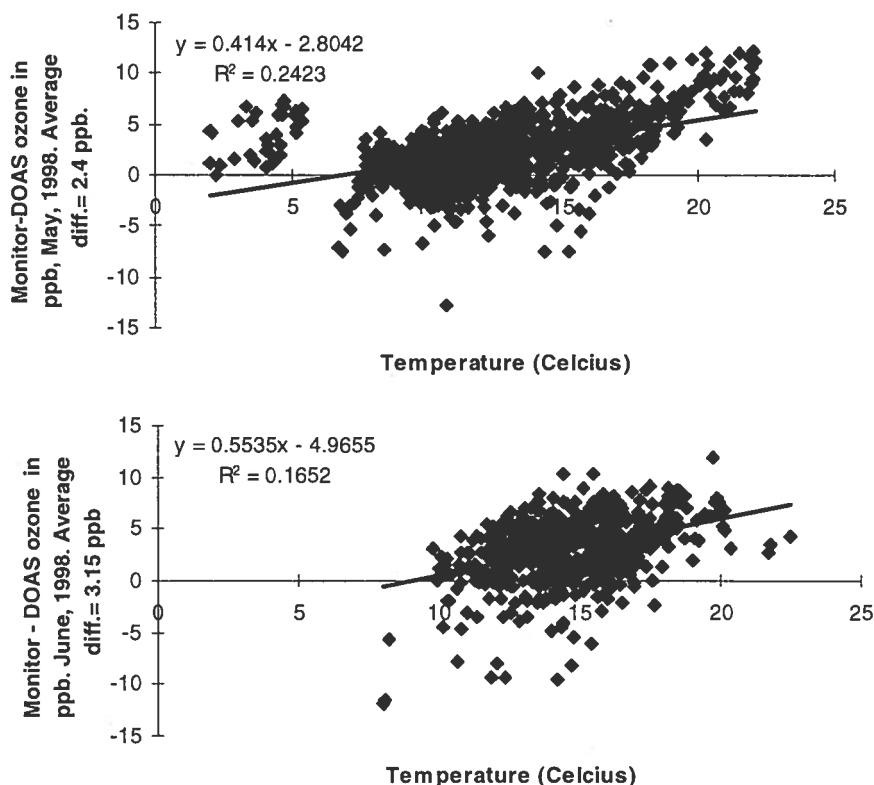 Monitor-DOAS ozone in
ppb, May, 1998. Average
diff.= 2.4 ppb.
15
10
5
0
-5
-10
-15
y = 0.414x - 2.8042
R² = 0.2423
0
5
10
15
20
25
Temperature (Celcius)
Monitor - DOAS ozone in
ppb. June, 1998. Average
diff.= 3.15 ppb
15
10
5
0
-5
-10
-15
y = 0.5535x - 4.9655
R² = 0.1652
0
5
10
15
20
25
Temperature (Celcius)